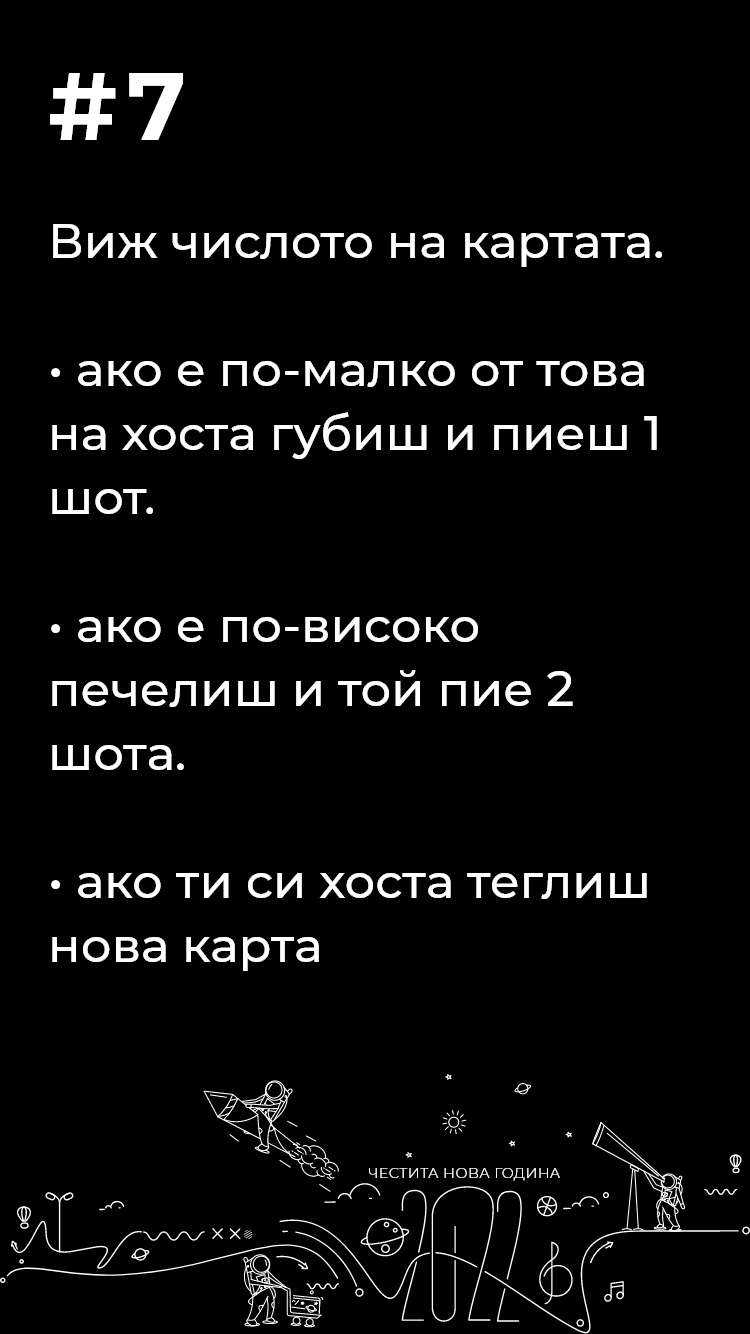 #7
Виж числото на картата.
• ако е по-малко от това
на хоста губиш и пиеш 1
шот.
• ако е по-високо
печелиш и той пие 2
шота.
• ако ти си хоста теглиш
нова карта
ЧЕСТИТА НОВА ГОДИНА
2022